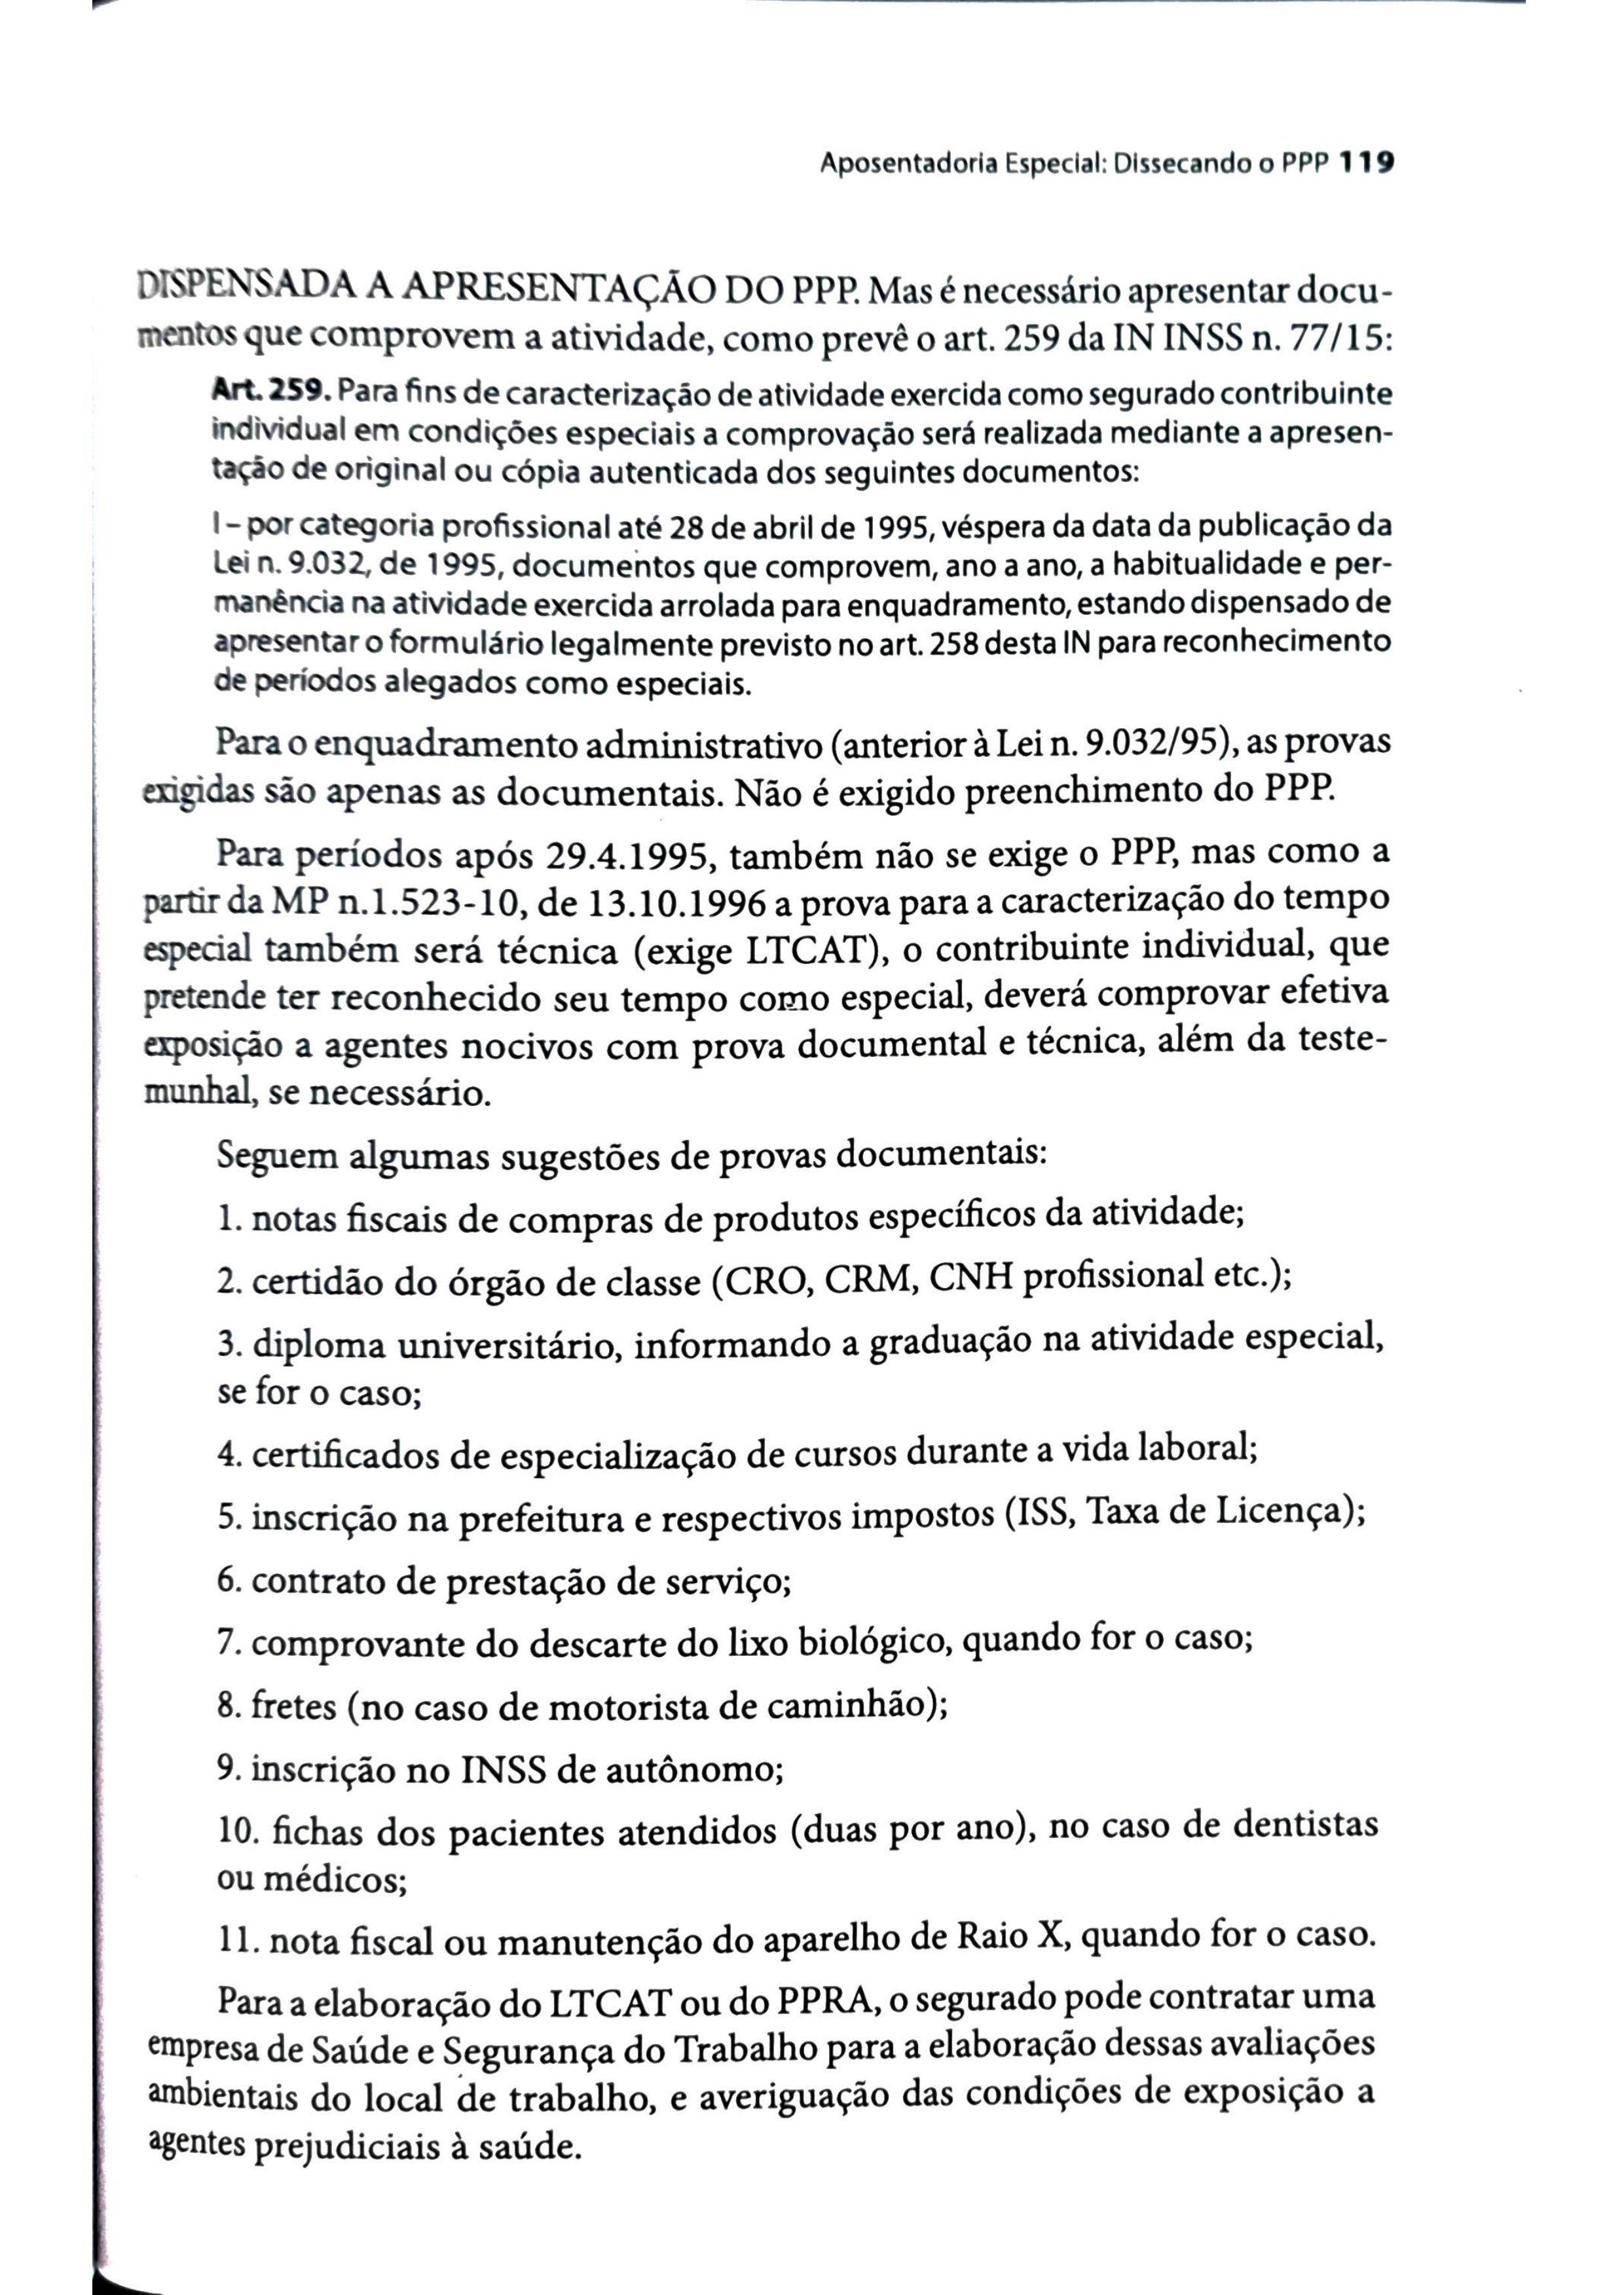 Aposentadoria Especial: Dissecando o PPP 119
DISPENSADA A APRESENTAÇÃO DO PPP. Mas é necessário apresentar docu-
mentos que comprovem a atividade, como prevê o art. 259 da IN INSS n. 77/15:
Art. 259. Para fins de caracterização de atividade exercida como segurado contribuinte
individual em condições especiais a comprovação será realizada mediante a apresen-
tação de original ou cópia autenticada dos seguintes documentos:
I – por categoria profissional até 28 de abril de 1995, véspera da data da publicação da
Lei n. 9.032, de 1995, documentos que comprovem, ano a ano, a habitualidade e per-
manência na atividade exercida arrolada para enquadramento, estando dispensado de
apresentar o formulário legalmente previsto no art. 258 desta IN para reconhecimento
de períodos alegados como especiais.
Para o enquadramento administrativo (anterior à Lei n. 9.032/95), as provas
exigidas são apenas as documentais. Não é exigido preenchimento do PPP.
Para períodos após 29.4.1995, também não se exige o PPP, mas como a
partir da MP n.1.523-10, de 13.10.1996 a prova para a caracterização do tempo
especial também será técnica (exige LTCAT), o contribuinte individual, que
pretende ter reconhecido seu tempo como especial, deverá comprovar efetiva
exposição a agentes nocivos com prova documental e técnica, além da teste-
munhal, se necessário.
Seguem algumas sugestões de provas documentais:
1. notas fiscais de compras de produtos específicos da atividade;
2. certidão do órgão de classe (CRO, CRM, CNH profissional etc.);
3. diploma universitário, informando a graduação na atividade especial,
se for o caso;
4. certificados de especialização de cursos durante a vida laboral;
5. inscrição na prefeitura e respectivos impostos (ISS, Taxa de Licença);
6. contrato de prestação de serviço;
7. comprovante do descarte do lixo biológico, quando for o caso;
8. fretes (no caso de motorista de caminhão);
9. inscrição no INSS de autônomo;
10. fichas dos pacientes atendidos (duas por ano), no caso de dentistas
ou médicos;
11. nota fiscal ou manutenção do aparelho de Raio X, quando for o caso.
Para a elaboração do LTCAT ou do PPRA, o segurado pode contratar uma
empresa de Saúde e Segurança do Trabalho para a elaboração dessas avaliações
ambientais do local de trabalho, e averiguação das condições de exposição a
agentes prejudiciais à saúde.